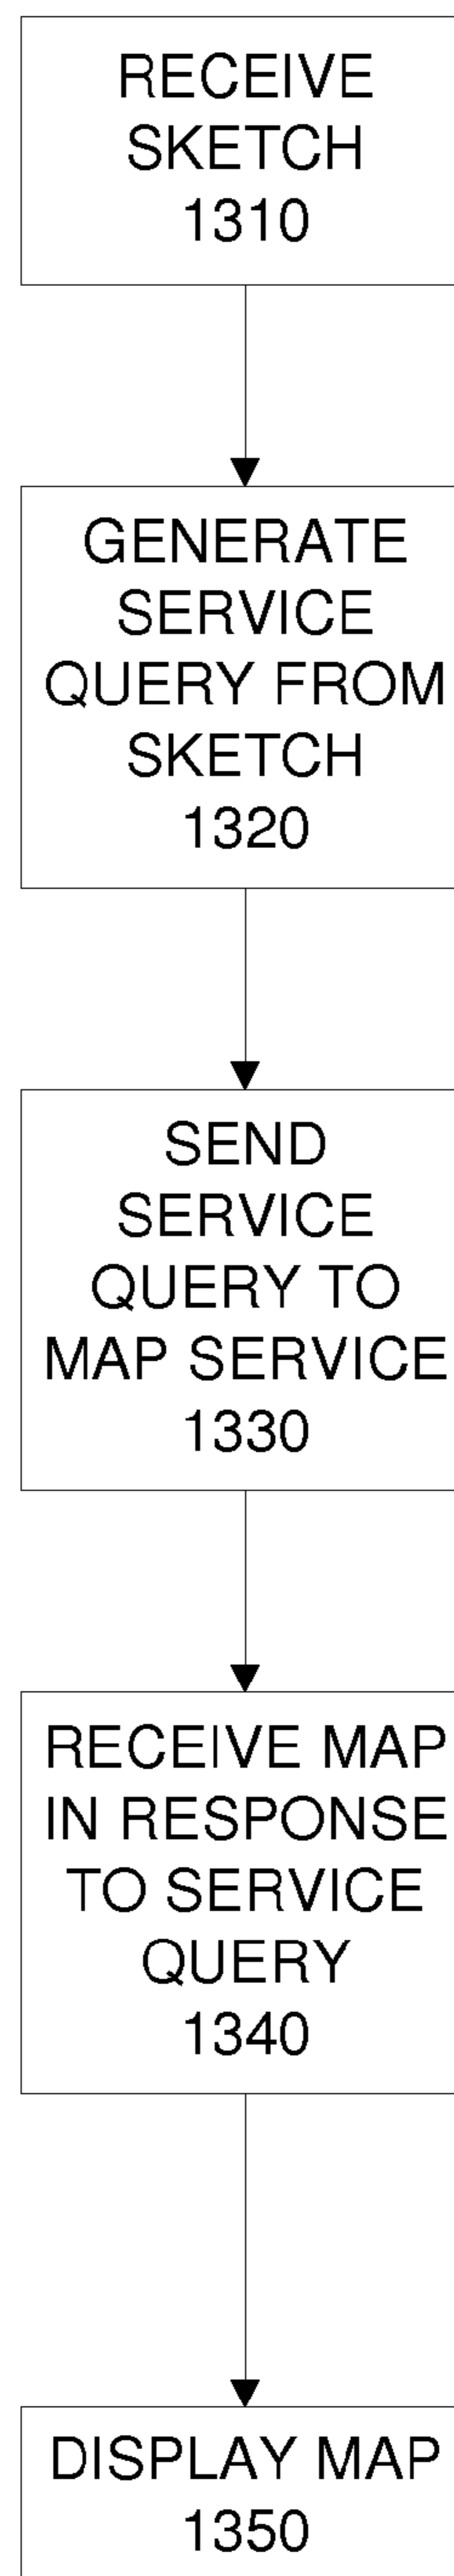 RECEIVE
SKETCH
1310
GENERATE
SERVICE
QUERY FROM
SKETCH
1320
SEND
SERVICE
QUERY TO
MAP SERVICE
1330
RECEIVE MAP
IN RESPONSE
TO SERVICE
QUERY
1340
DISPLAY MAP
1350